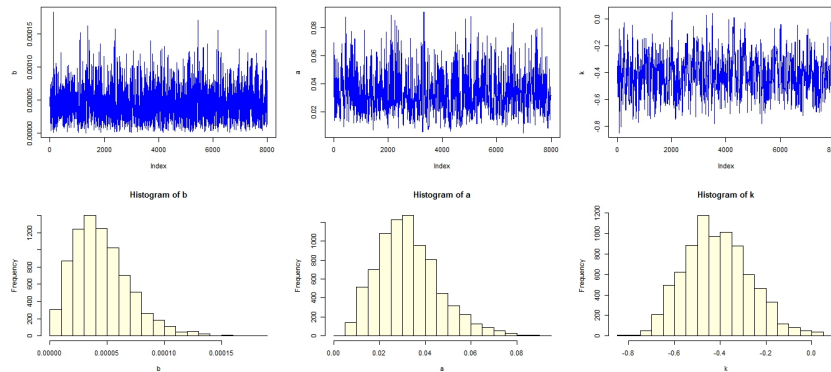 b
0.00000 0.00005 0.00010 0.00015
0 2000 4000 6000 8000
Index
a
0.02 0.04 0.06 0.08
0 2000 4000 6000 8000
Index
k
-0.8 -0.6 -0.4 -0.2 0.0
0 2000 4000 6000
Index
Histogram of b
Frequency
0 200 400 600 800 1200
0.00000 0.00005 0.00010 0.00015
b
Histogram of a
Frequency
0 200 400 600 800 1000
0.00 0.02 0.04 0.06 0.08
a
Histogram of k
Frequency
0 200 400 600 800 1000 1200
-0.8 -0.6 -0.4 -0.2 0.0
k